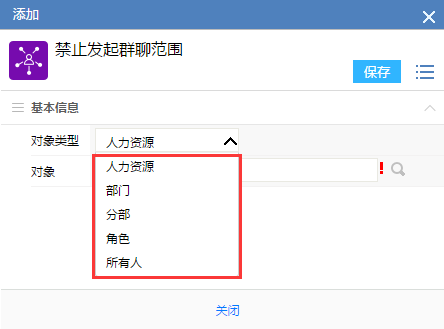 添加
禁止发起群聊范围
保存
基本信息
对象类型 人力资源
对象
人力资源
部门
分部
角色
所有人
关闭